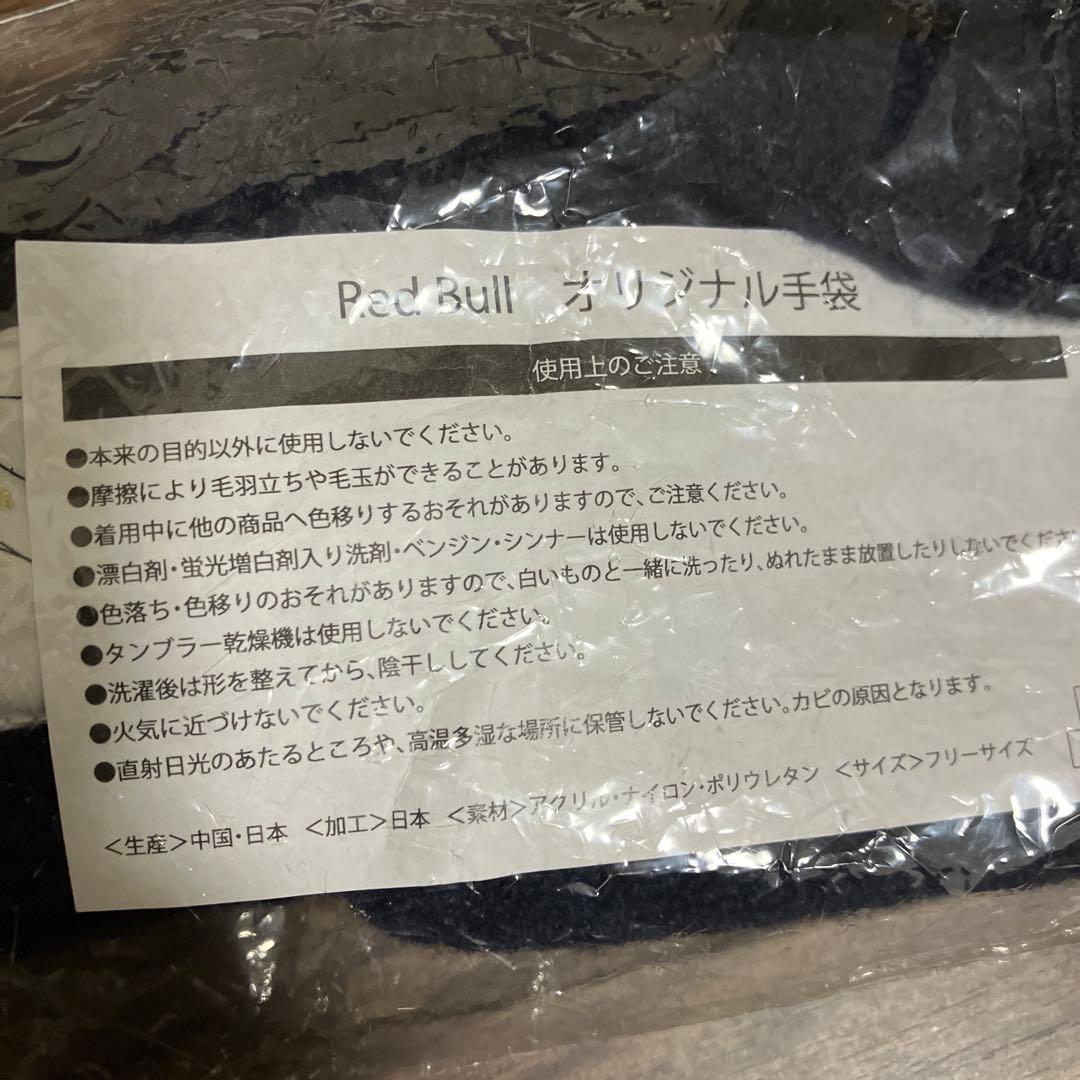 Red Bull オリジナル手袋
使用上のご注意
●本来の目的以外に使用しないでください。
●摩擦により毛羽立ちや毛玉ができることがあります。
●着用中に他の商品へ色移りするおそれがありますので、ご注意ください。
●漂白剤・蛍光増白剤入り洗剤・ベンジン・シンナーは使用しないでください。
●色落ち・色移りのおそれがありますので、白いものと一緒に洗ったり、ぬれたまま放置したりしないでくださ
●タンブラー乾燥機は使用しないでください。
●洗濯後は形を整えてから、陰干ししてください。
●火気に近づけないでください。
●直射日光のあたるところや、高温多湿な場所に保管しないでください。カビの原因となります。
＜生産＞中国・日本 ＜加工＞日本 ＜素材＞アクリル・ナイロン・ポリウレタン ＜サイズ＞フリーサイズ